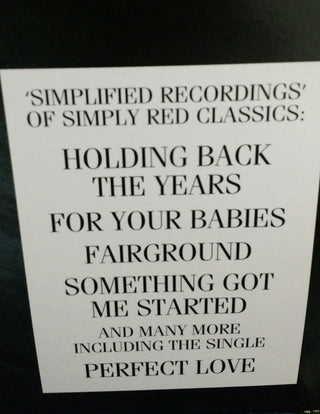 'SIMPLIFIED RECORDINGS'
OF SIMPLY RED CLASSICS:
HOLDING BACK
THE YEARS
FOR YOUR BABIES
FAIRGROUND
SOMETHING GOT
ME STARTED
AND MANY MORE
INCLUDING THE SINGLE
PERFECT LOVE